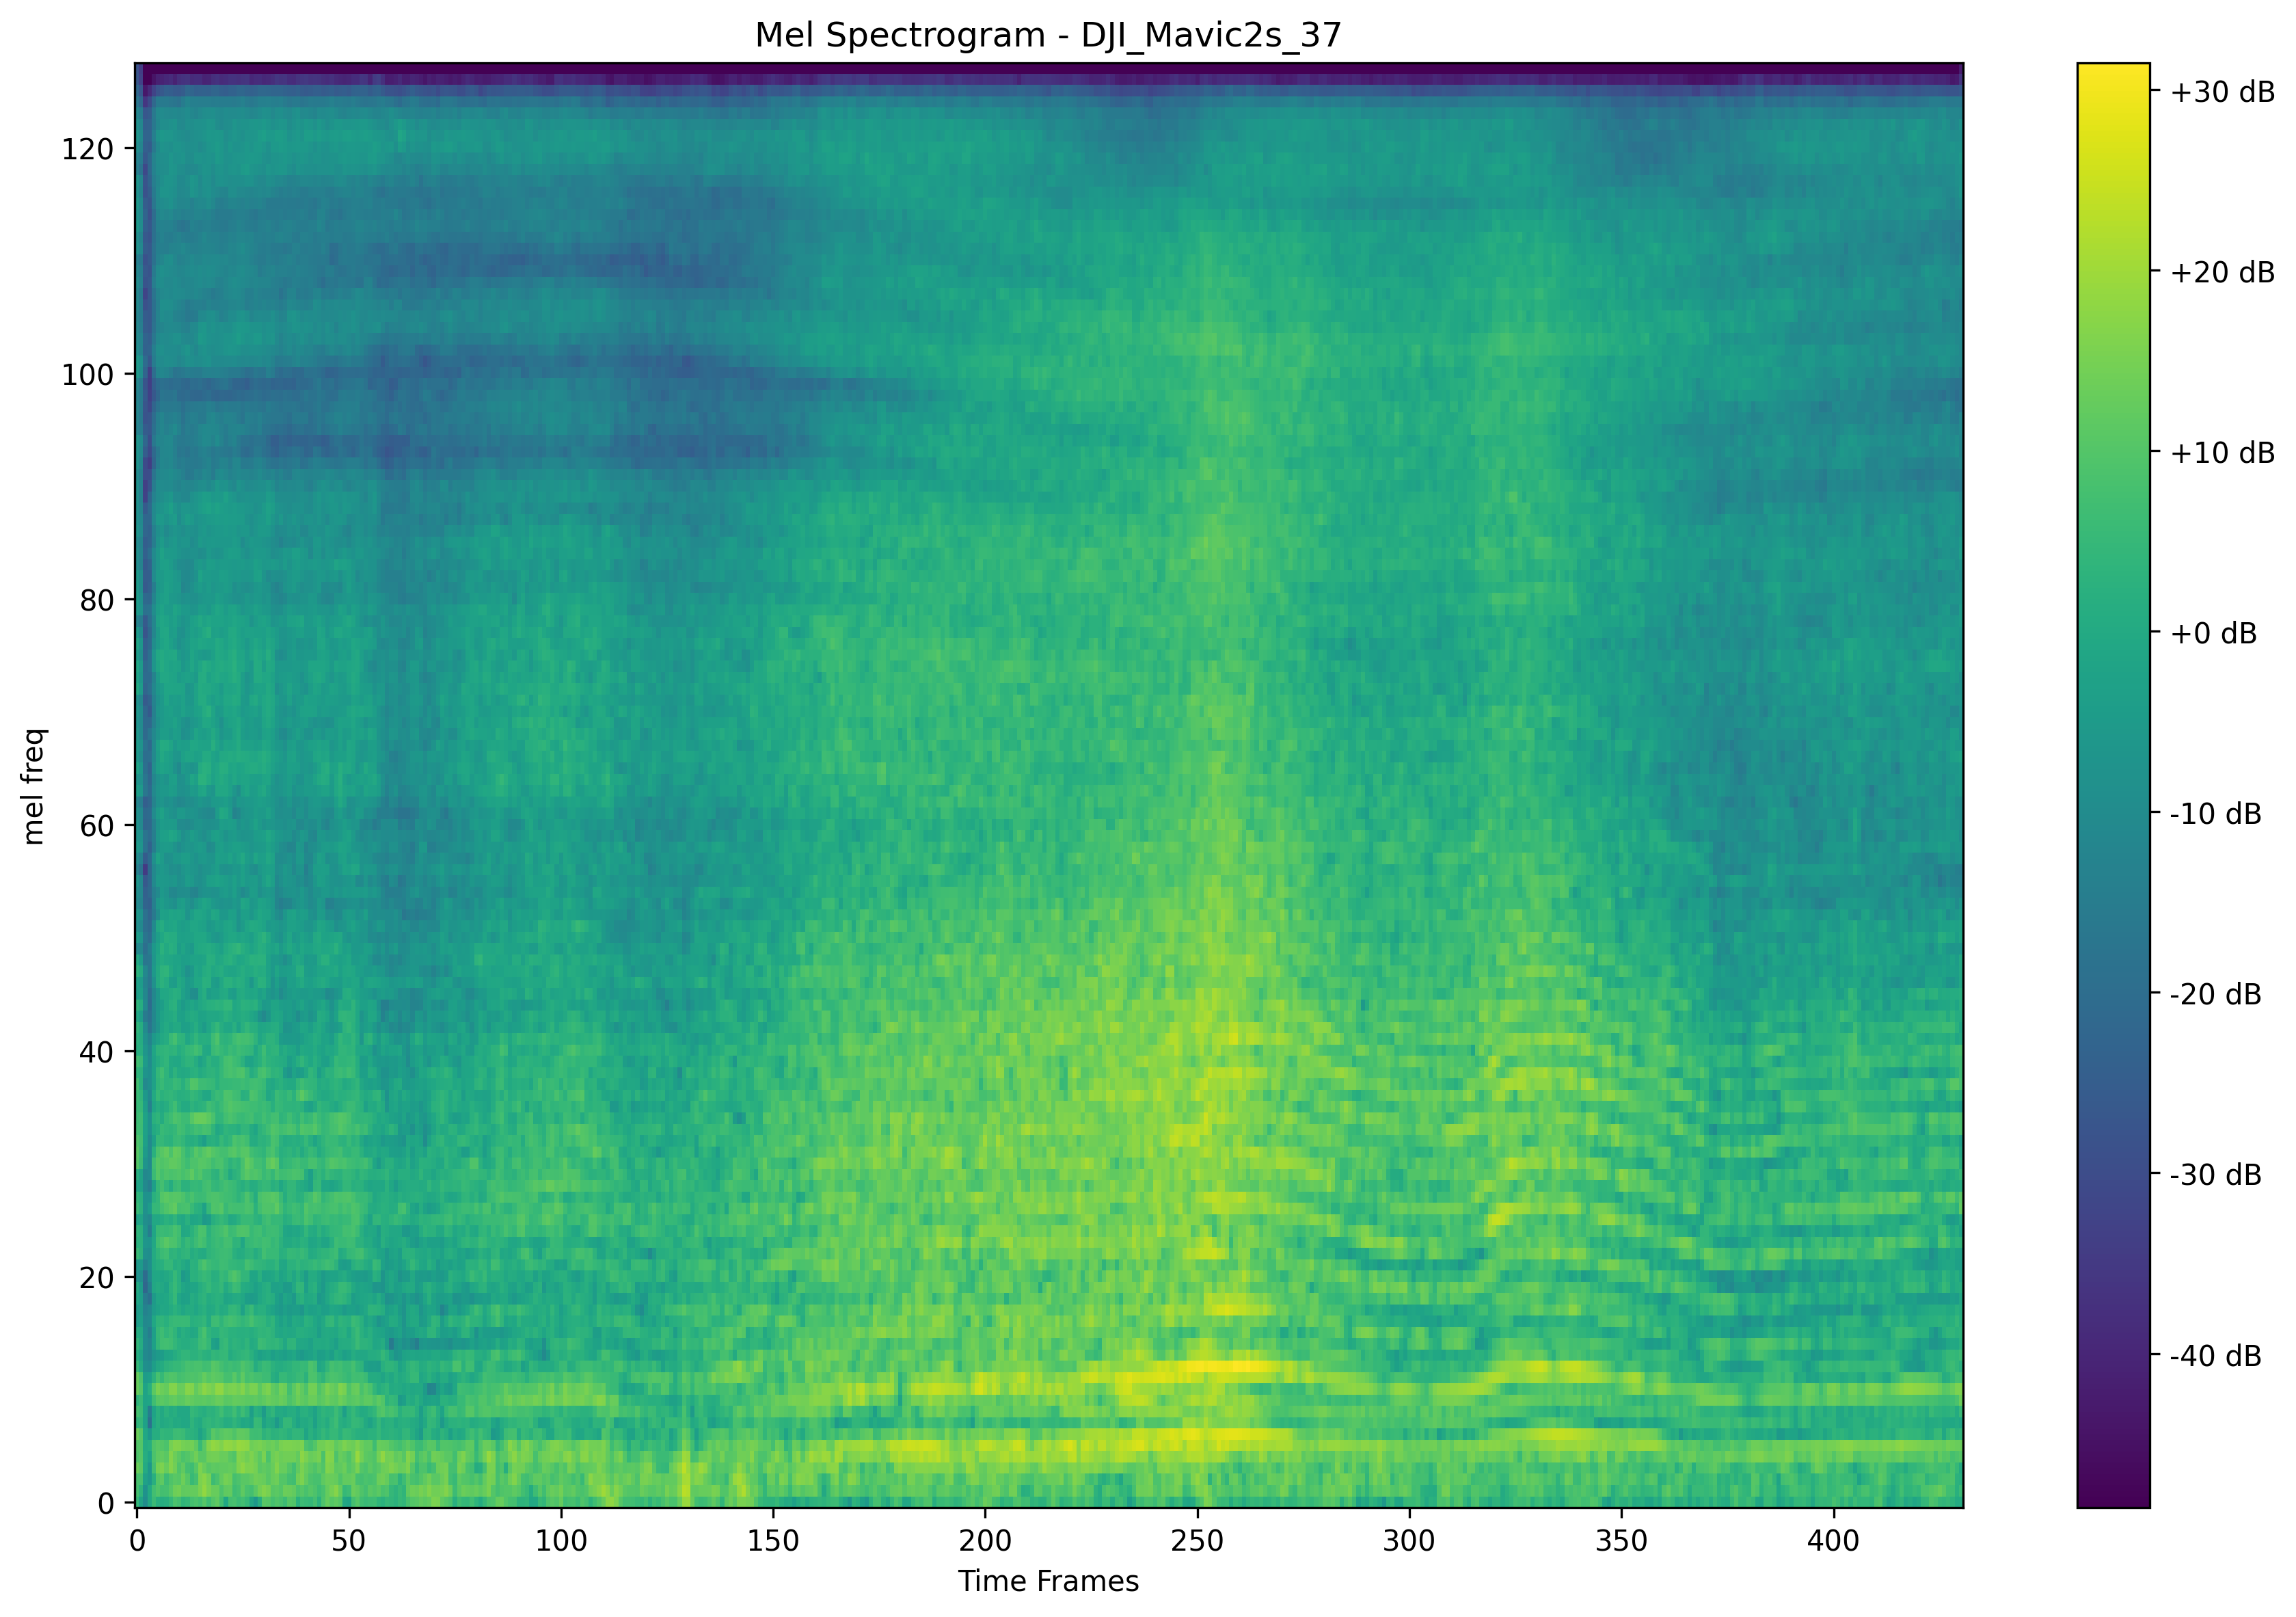 Mel Spectrogram - DJI_Mavic2s_37
mel freq
120
100
80
60
40
20
0
0 50 100 150 200 250 300 350 400
Time Frames
+30 dB
+20 dB
+10 dB
+0 dB
-10 dB
-20 dB
-30 dB
-40 dB